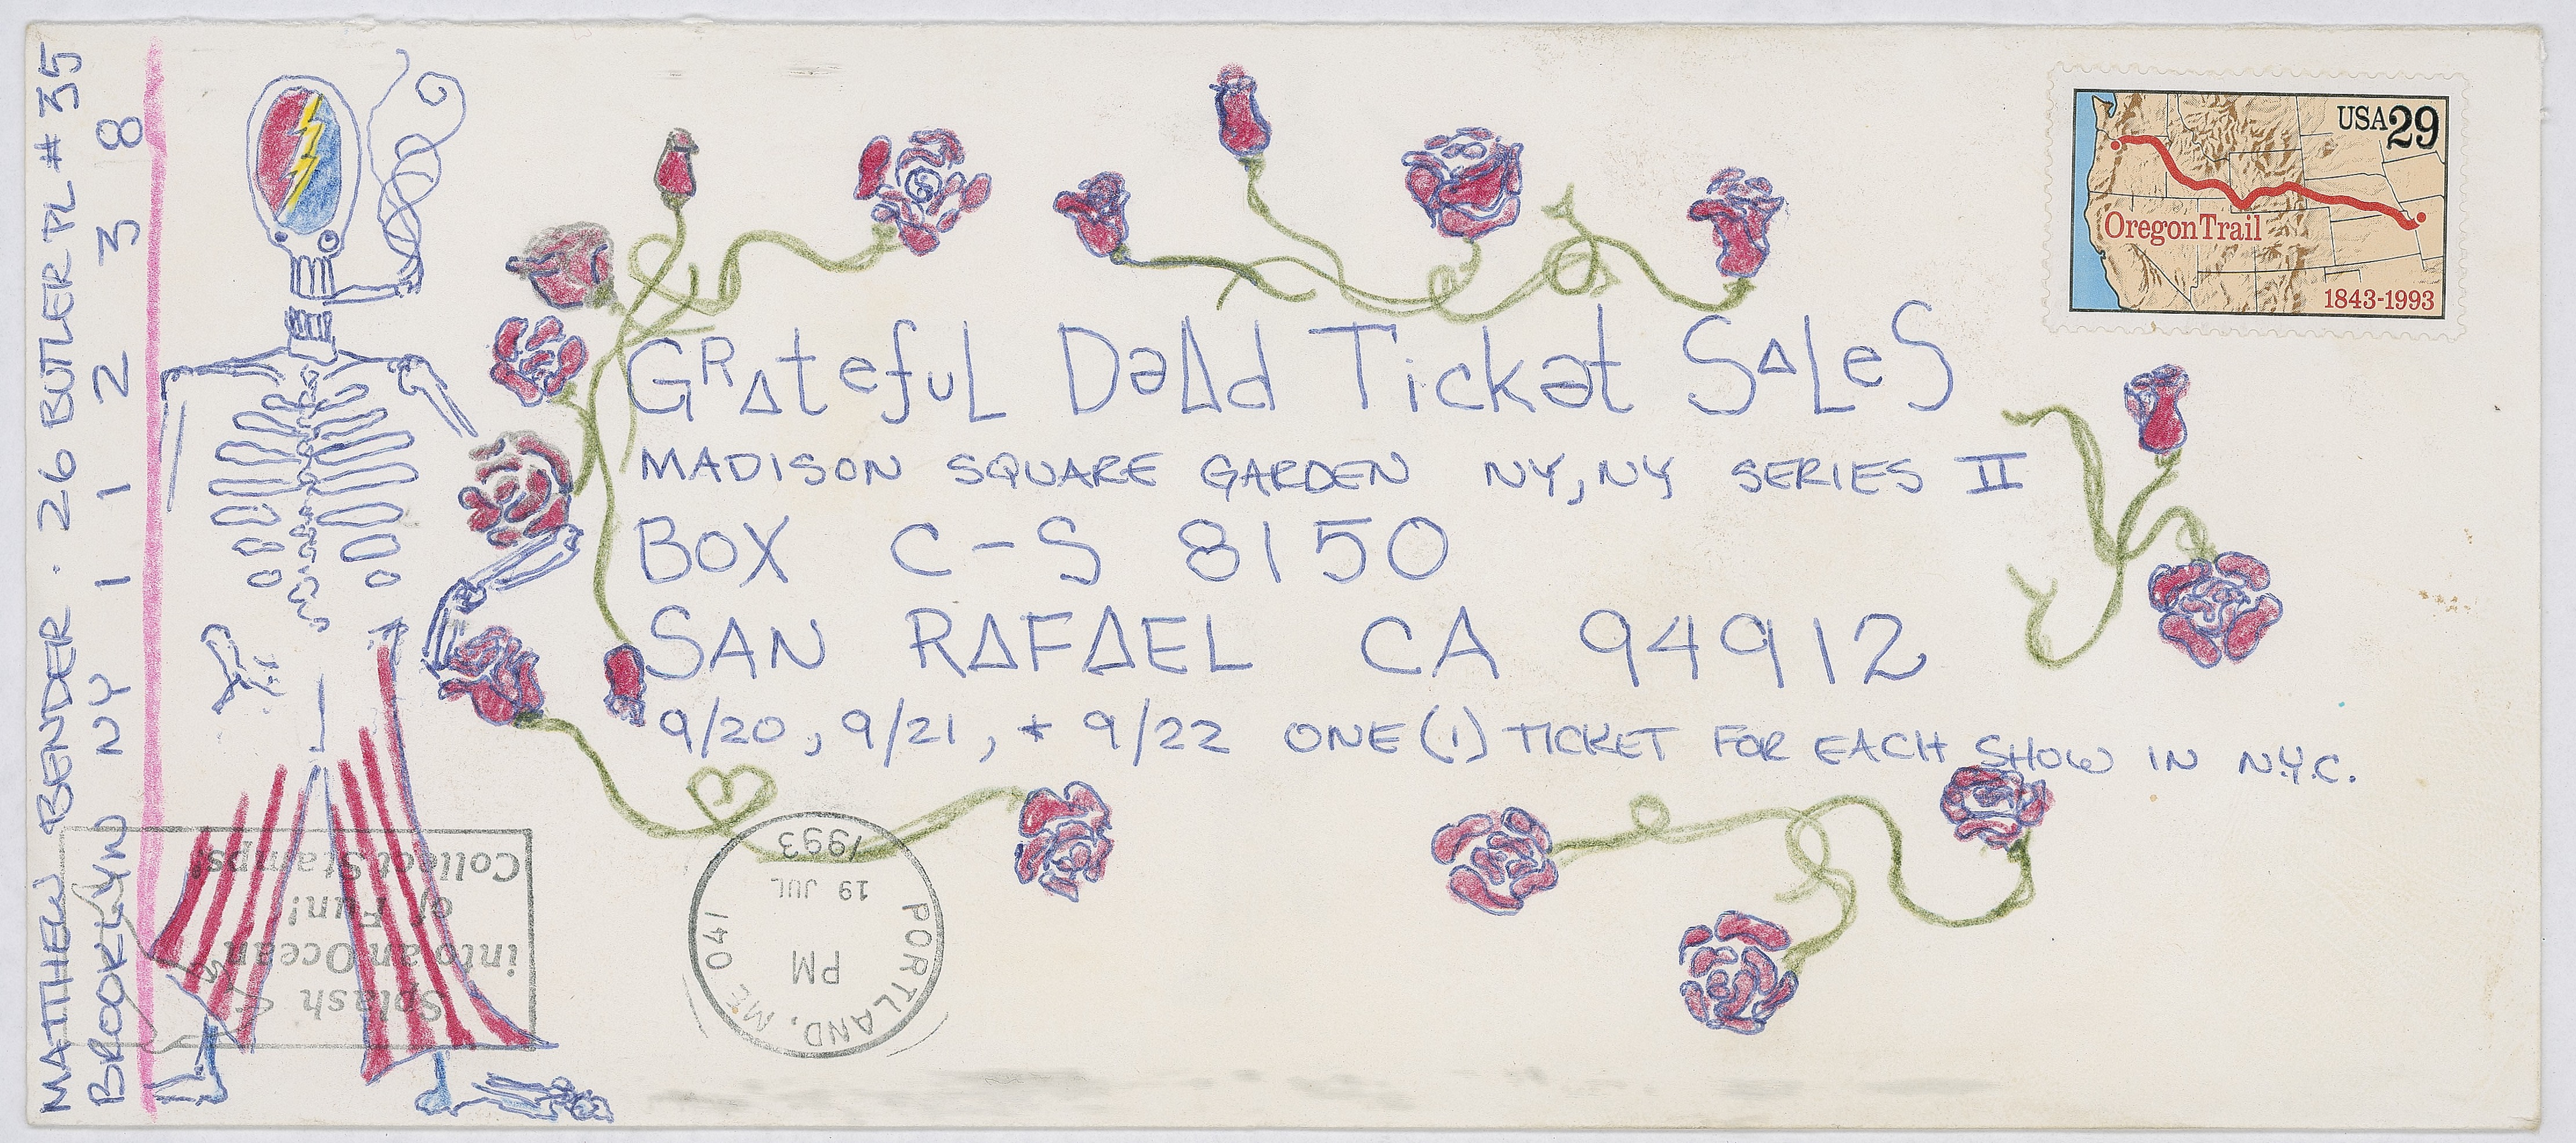 MATTHEW BENDER · 26 BUTLER PL # 35
BROOKLYN NY 11238
USA 29
Oregon Trail
1843-1993
Grateful Dead Ticket Sales
MADISON SQUARE GARDEN NY, NY SERIES II
BOX C-S 8150
SAN RAFAEL CA 94912
9/20, 9/21, + 9/22 ONE (1) TICKET FOR EACH SHOW IN N.Y.C.
Splash
into an Ocean
of Fun!
Collect Stamps!
PORTLAND, ME 041
PM
19 JUL
1993